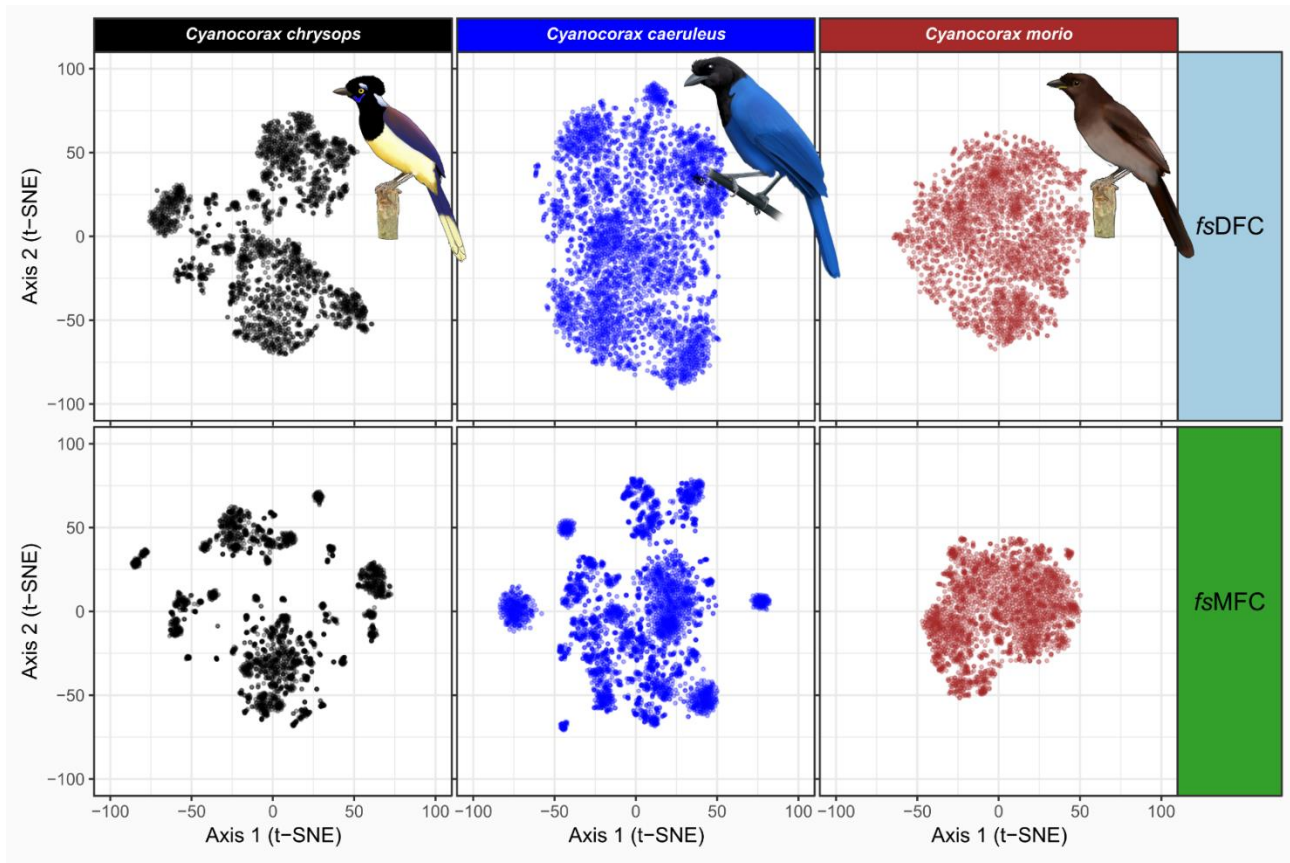 Cyanocorax chrysops
Cyanocorax caeruleus
Cyanocorax morio
100
50
0
−50
−100
Axis 2 (t−SNE)
fsDFC
100
50
0
−50
−100
Axis 2 (t−SNE)
fsMFC
−100 −50 0 50 100
−100 −50 0 50 100
−100 −50 0 50 100
Axis 1 (t−SNE)
Axis 1 (t−SNE)
Axis 1 (t−SNE)